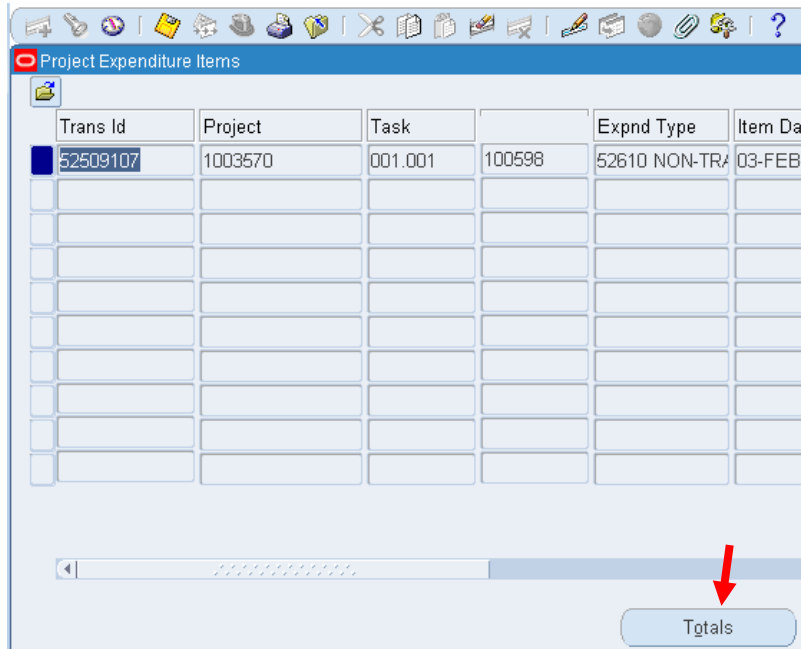 Project Expenditure Items
Trans Id Project Task Expnd Type Item Da
52509107 1003570 001.001 100598 52610 NON-TRA 03-FEB
Totals